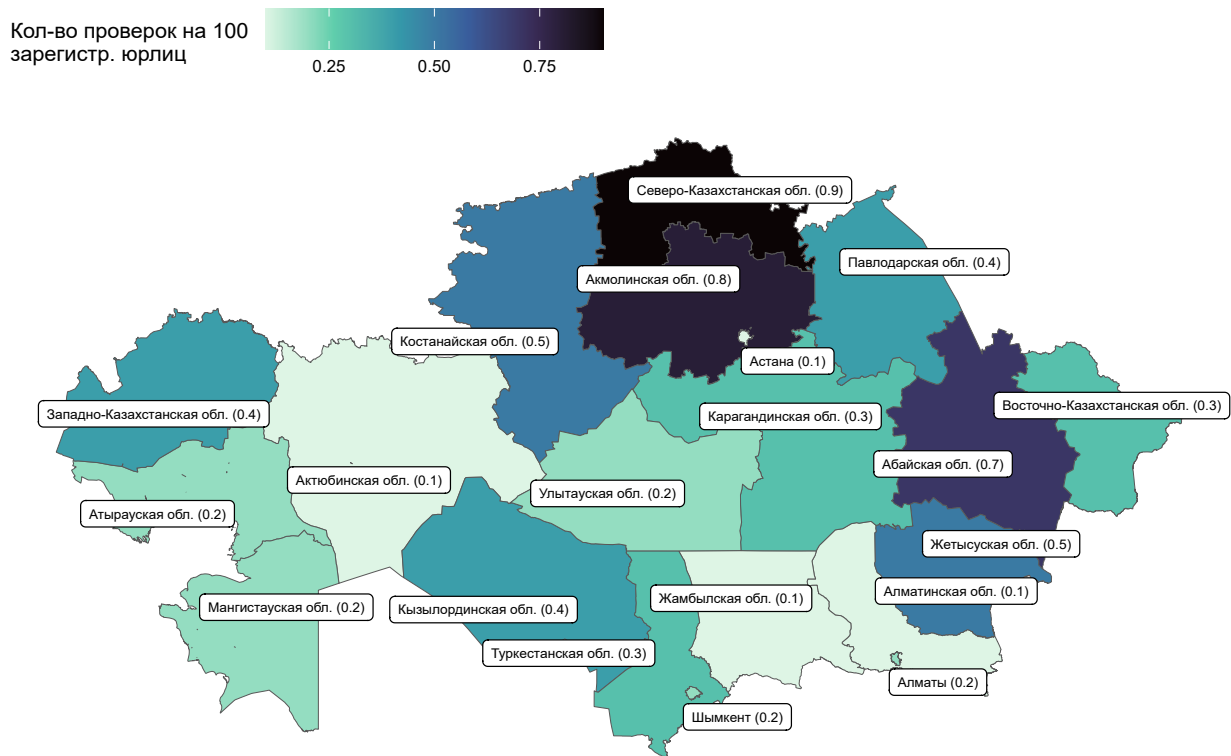 Кол-во проверок на 100
зарегистр. юрлиц
0.25 0.50 0.75
Северо-Казахстанская обл. (0.9)
Павлодарская обл. (0.4)
Акмолинская обл. (0.8)
Костанайская обл. (0.5)
Астана (0.1)
Западно-Казахстанская обл. (0.4)
Карагандинская обл. (0.3)
Восточно-Казахстанская обл. (0.3)
Абайская обл. (0.7)
Актюбинская обл. (0.1)
Улытауская обл. (0.2)
Атырауская обл. (0.2)
Жетысуская обл. (0.5)
Алматинская обл. (0.1)
Жамбылская обл. (0.1)
Мангистауская обл. (0.2)
Кызылординская обл. (0.4)
Туркестанская обл. (0.3)
Алматы (0.2)
Шымкент (0.2)